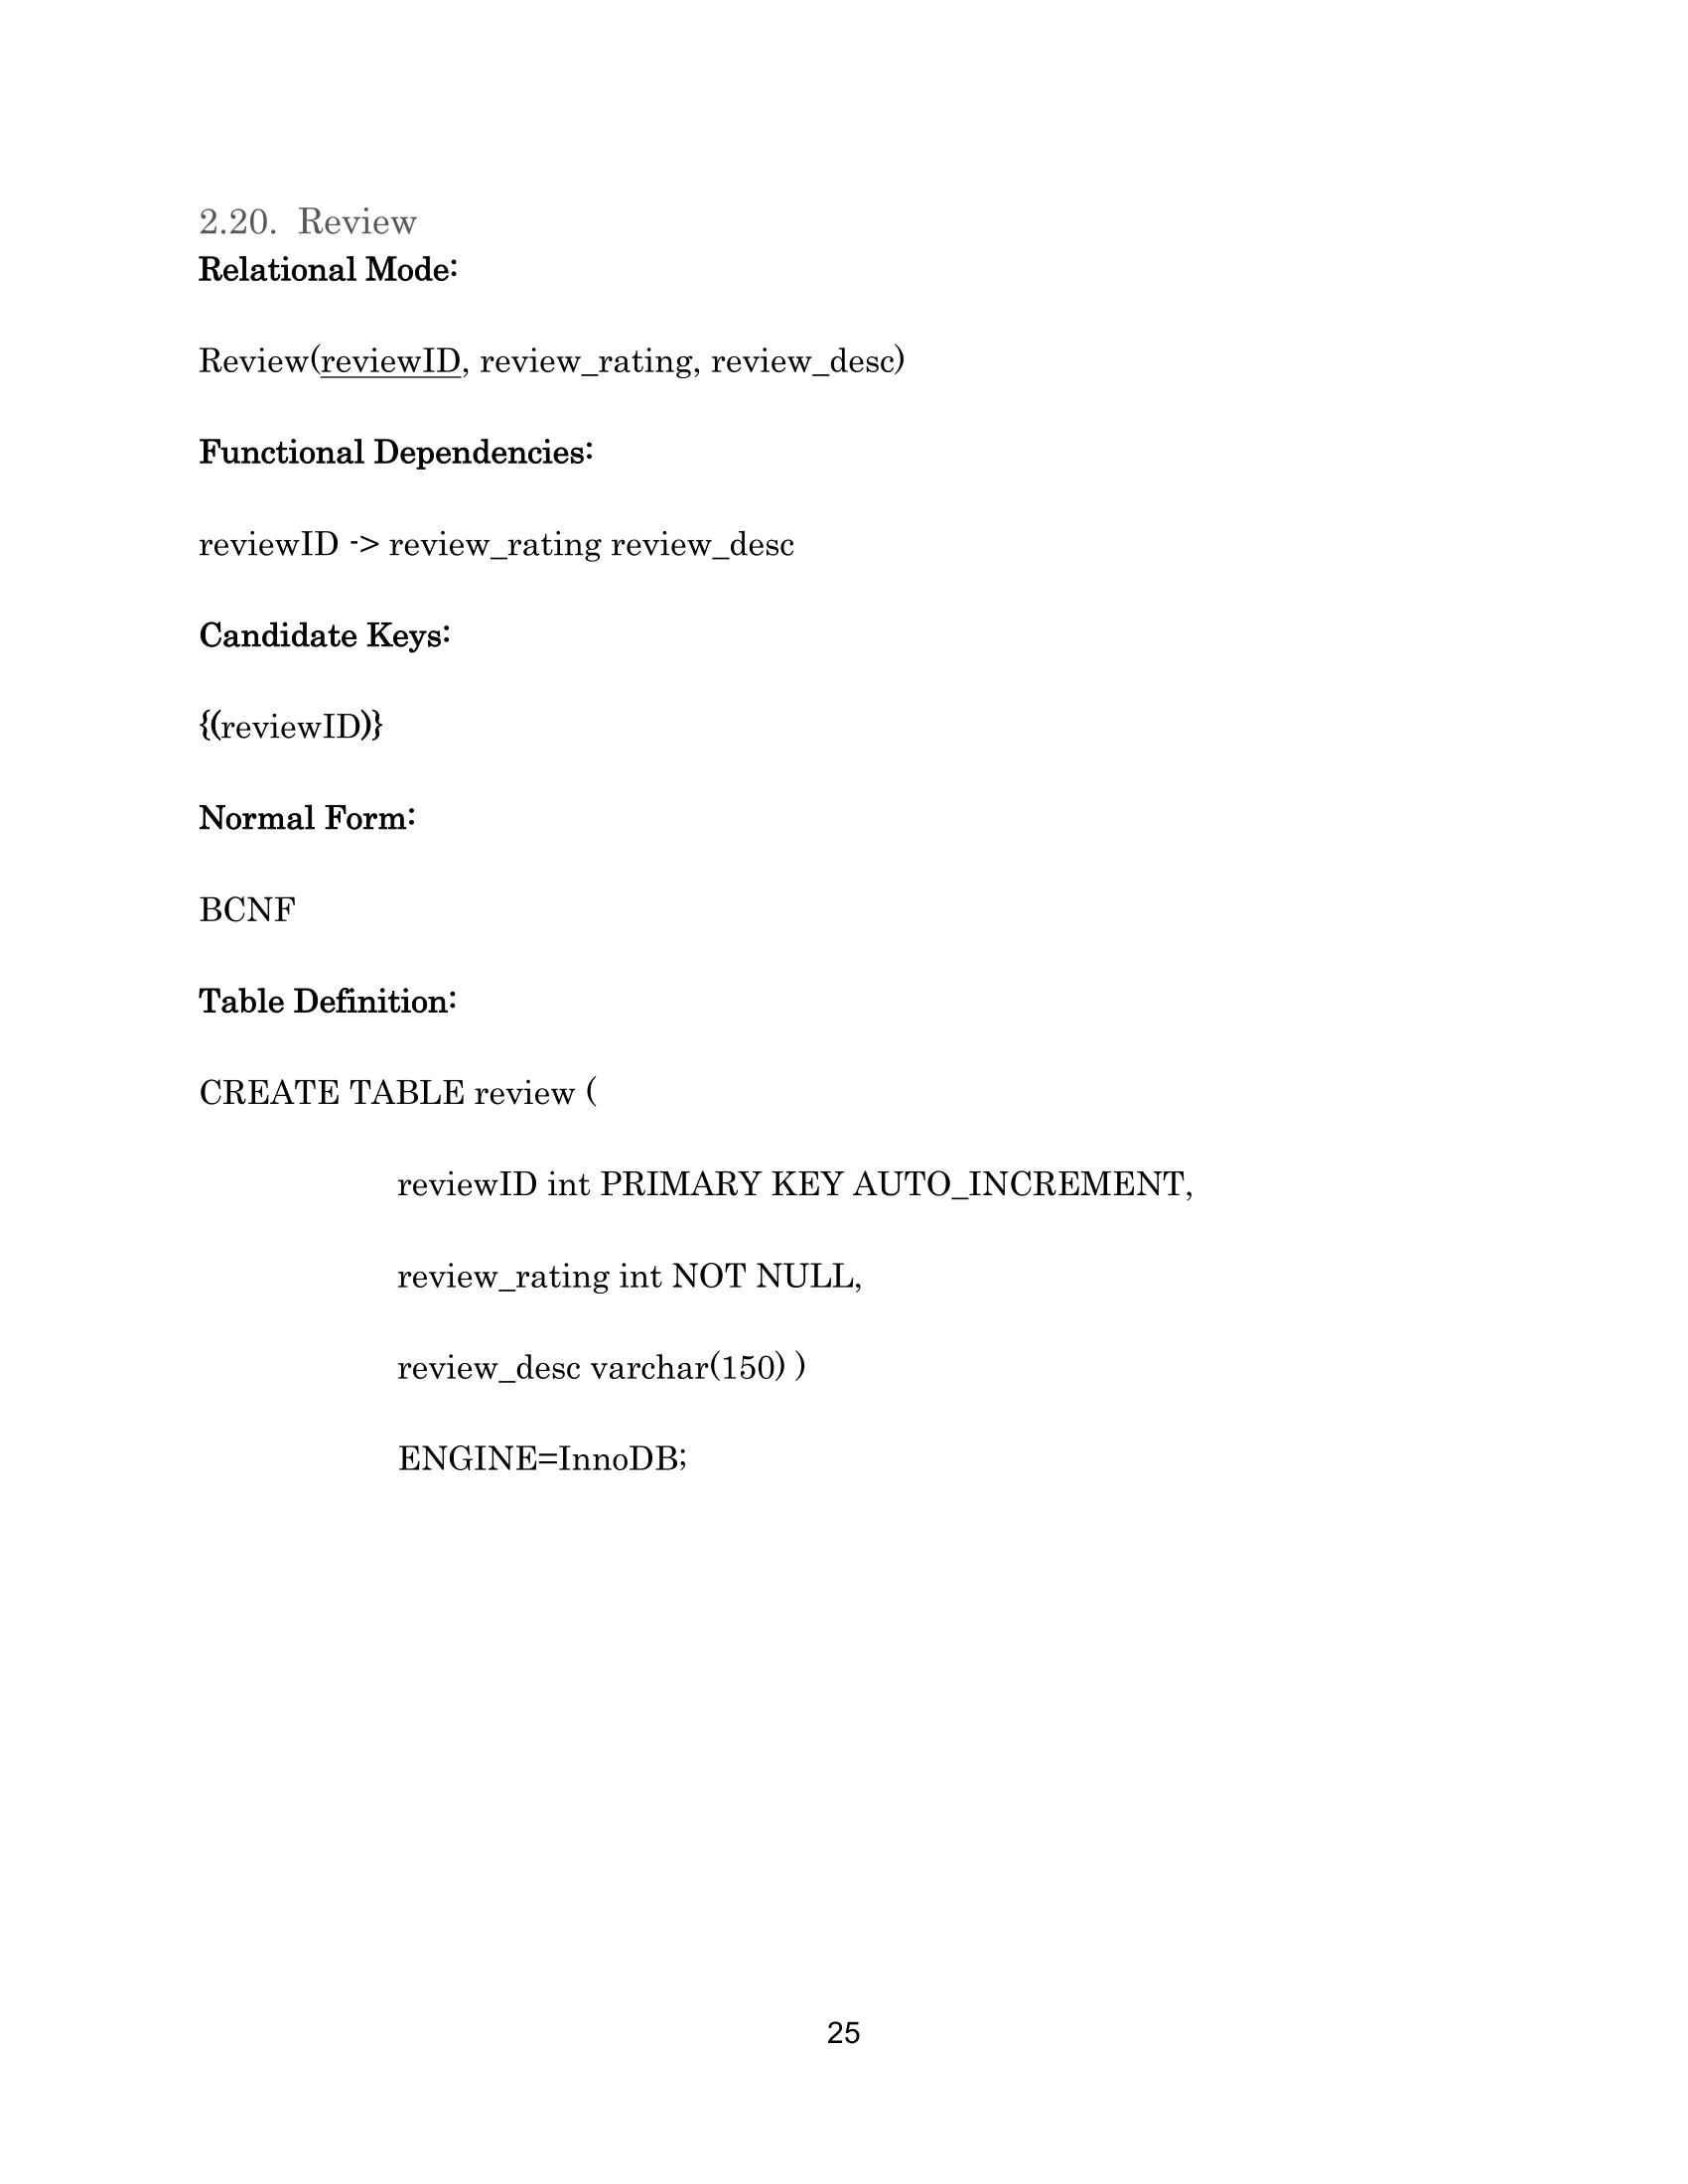 2.20. Review
Relational Mode:
Review(reviewID, review_rating, review_desc)
Functional Dependencies:
reviewID -> review_rating review_desc
Candidate Keys:
{(reviewID)}
Normal Form:
BCNF
Table Definition:
CREATE TABLE review (
reviewID int PRIMARY KEY AUTO_INCREMENT,
review_rating int NOT NULL,
review_desc varchar(150) )
ENGINE=InnoDB;
25